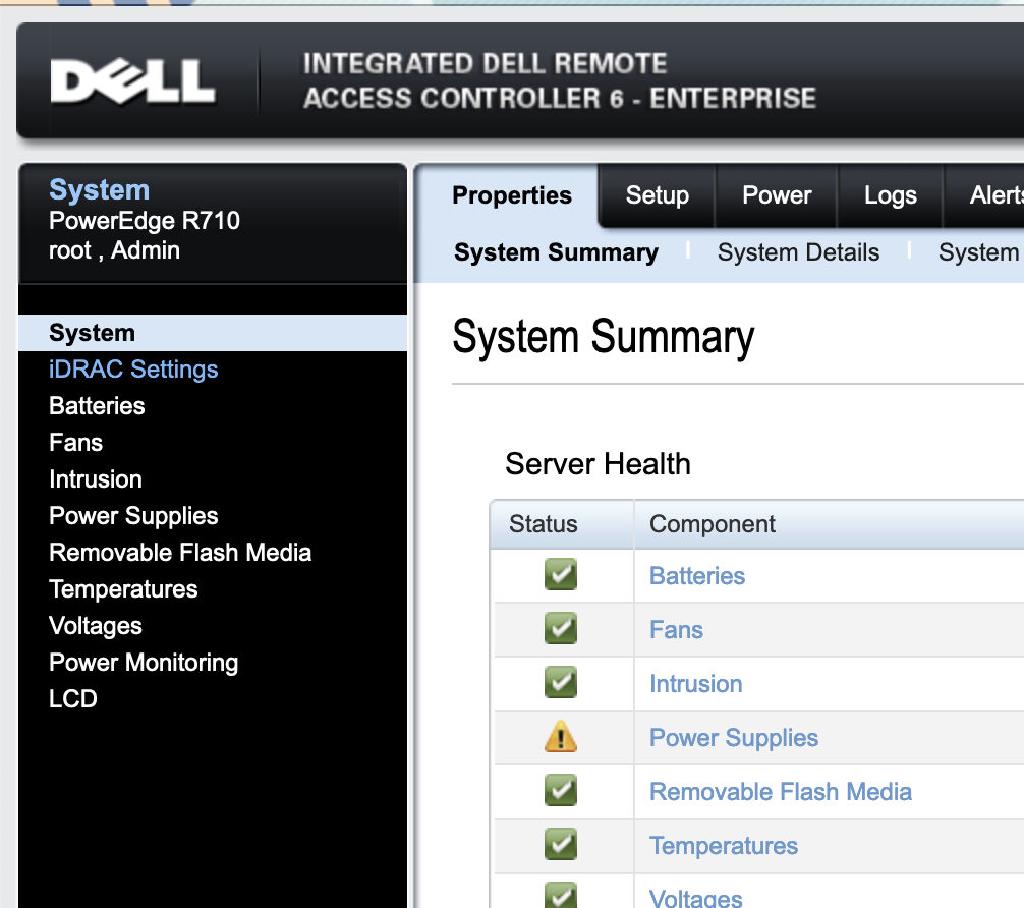 DELL
INTEGRATED DELL REMOTE
ACCESS CONTROLLER 6 - ENTERPRISE
System
PowerEdge R710
root , Admin
System
iDRAC Settings
Batteries
Fans
Intrusion
Power Supplies
Removable Flash Media
Temperatures
Voltages
Power Monitoring
LCD
Properties Setup Power Logs Alerts
System Summary System Details System
System Summary
Server Health
Status Component
Batteries
Fans
Intrusion
Power Supplies
Removable Flash Media
Temperatures
Voltages